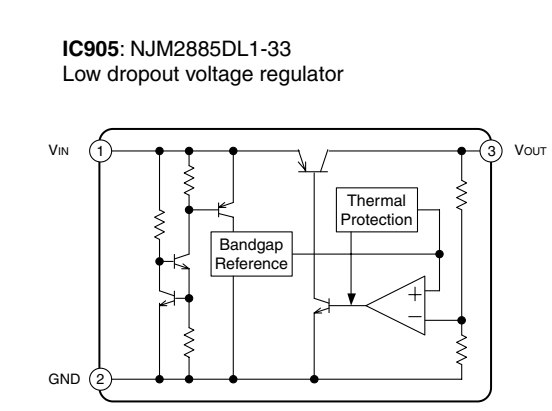 IC905: NJM2885DL1-33
Low dropout voltage regulator
VIN 1
3 VOUT
Thermal
Protection
Bandgap
Reference
+
−
GND 2